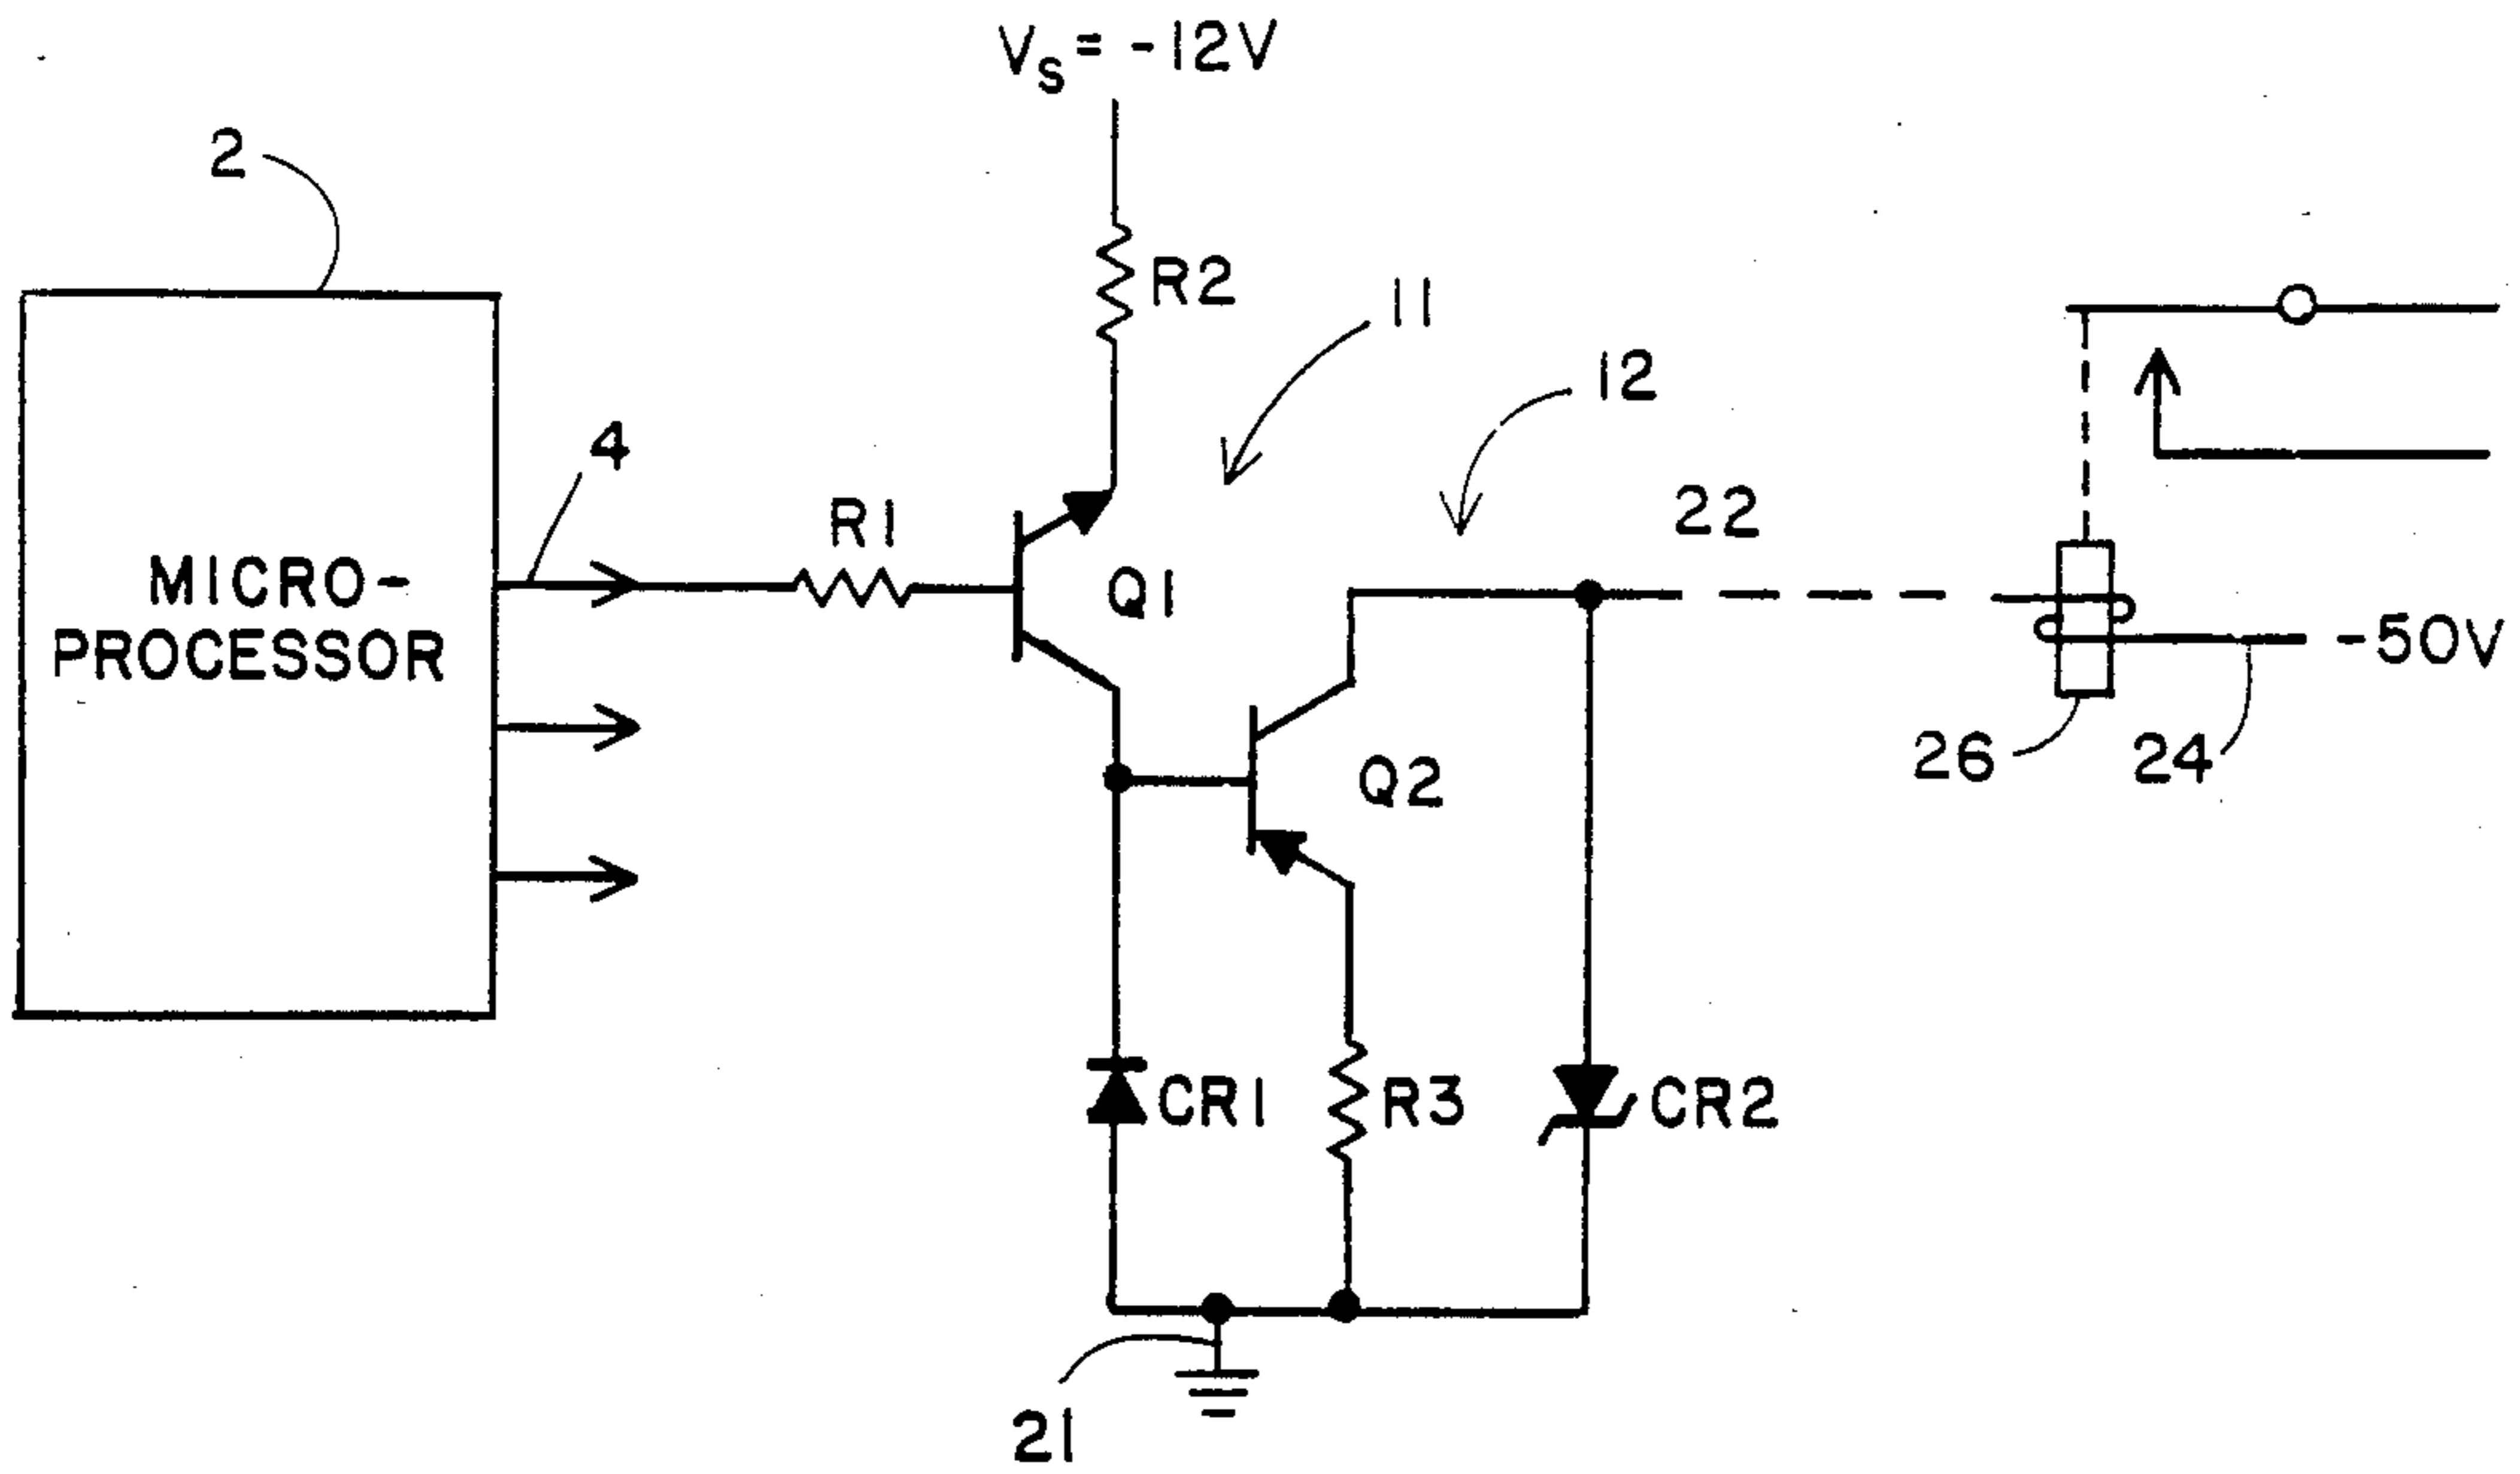 Vs = -12V
2
R2
11
12
4
R1
22
Q1
MICRO-
PROCESSOR
-50V
Q2
26
24
CR1
R3
CR2
21